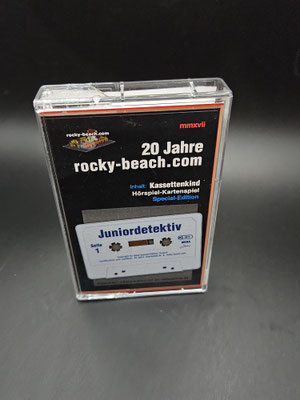 mmxvii
rocky-beach.com
20 Jahre
rocky-beach.com
Inhalt: Kassettenkind
Hörspiel-Kartenspiel
Special-Edition
Juniordetektiv
Seite
1